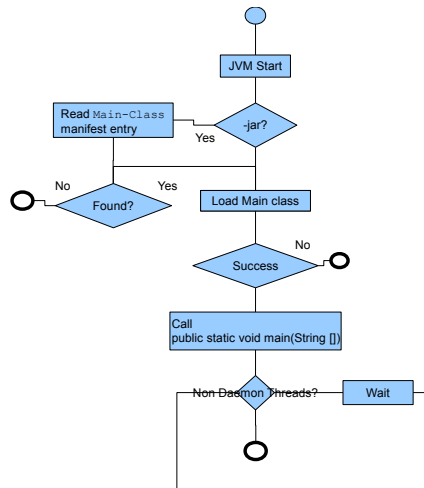 JVM Start
Read Main-Class
manifest entry
-jar?
Yes
No
Yes
Found?
Load Main class
No
Success
Call
public static void main(String [])
Non Daemon Threads?
Wait